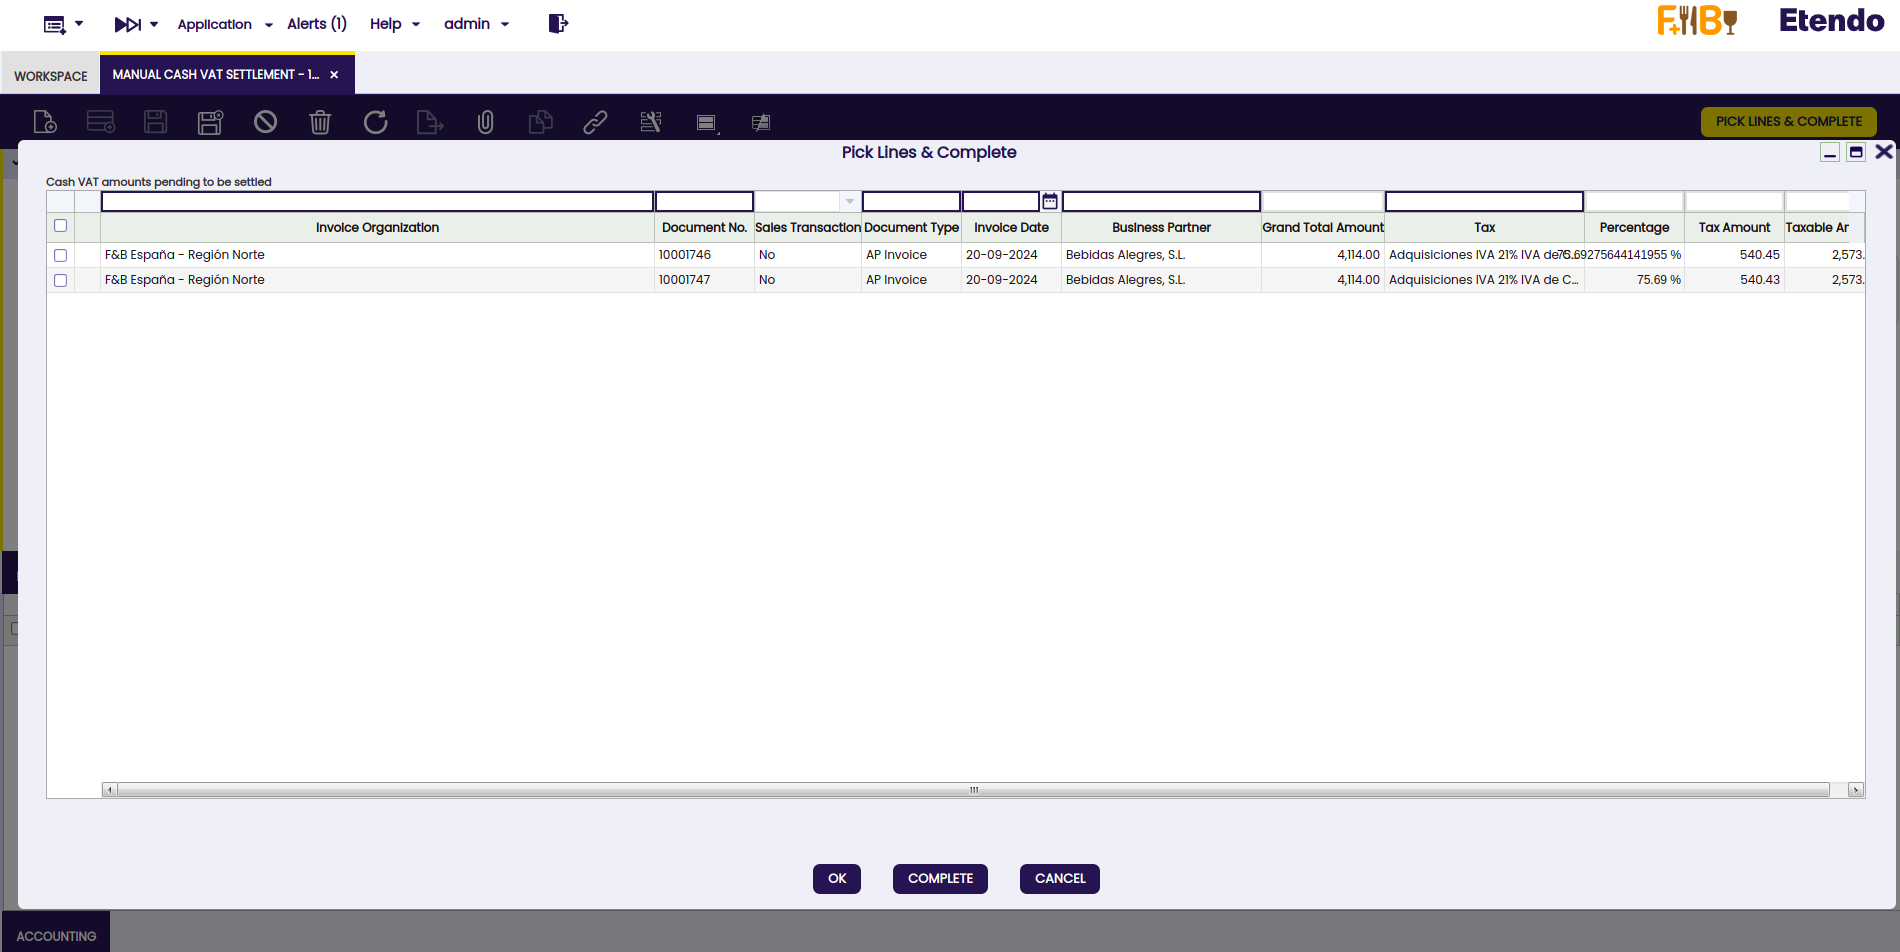 Application
Alerts (1)
Help
admin
F+B
Etendo
WORKSPACE
MANUAL CASH VAT SETTLEMENT - 1...
PICK LINES & COMPLETE
Pick Lines & Complete
Cash VAT amounts pending to be settled
Invoice Organization Document No. Sales Transaction Document Type Invoice Date Business Partner Grand Total Amount Tax Percentage Tax Amount Taxable Ar
F&B España - Región Norte 10001746 No AP Invoice 20-09-2024 Bebidas Alegres, S.L. 4,114.00 Adquisiciones IVA 21% IVA de 75.69275644141955 % 540.45 2,573.
F&B España - Región Norte 10001747 No AP Invoice 20-09-2024 Bebidas Alegres, S.L. 4,114.00 Adquisiciones IVA 21% IVA de C... 75.69 % 540.43 2,573.
OK
COMPLETE
CANCEL
ACCOUNTING